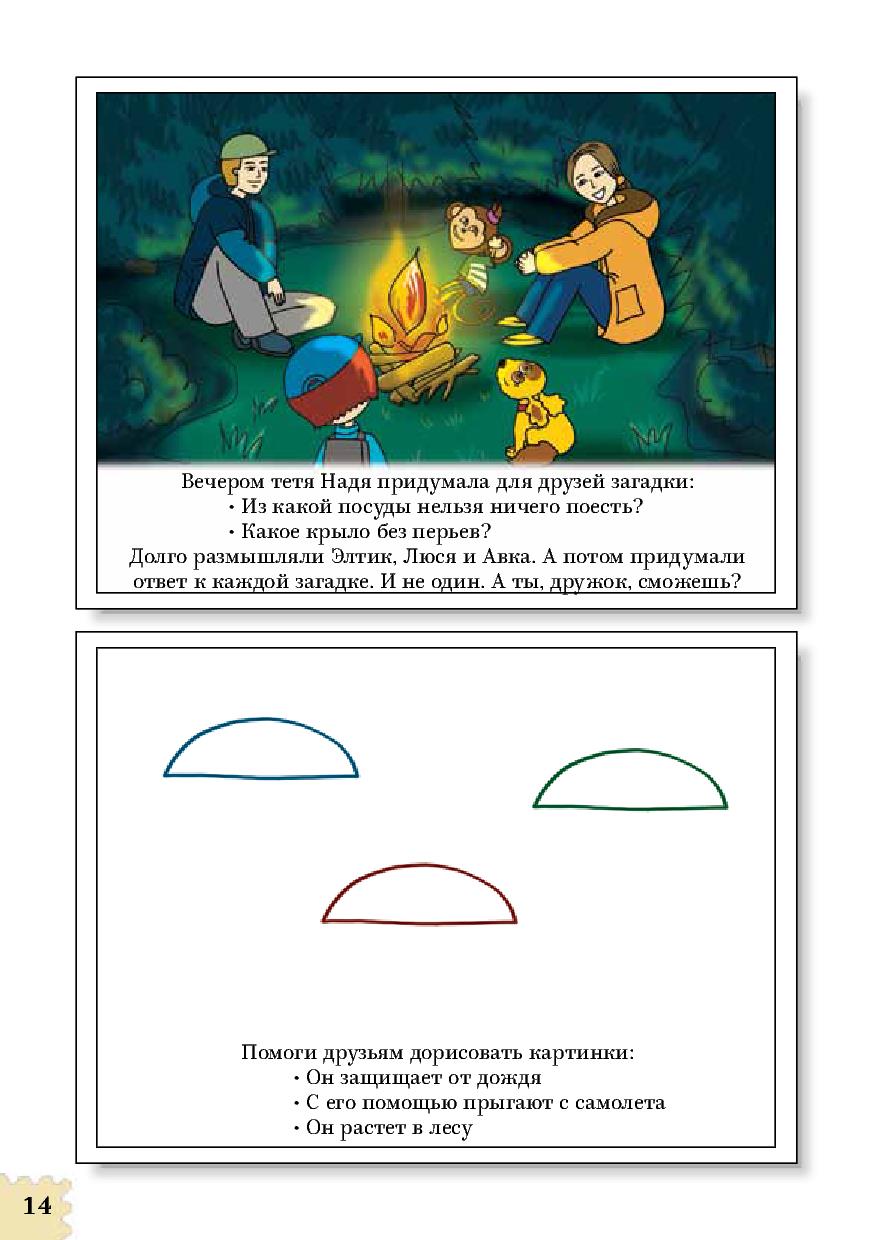 Вечером тетя Надя придумала для друзей загадки:
• Из какой посуды нельзя ничего поесть?
• Какое крыло без перьев?
Долго размышляли Элтик, Люся и Авка. А потом придумали
ответ к каждой загадке. И не один. А ты, дружок, сможешь?
Помоги друзьям дорисовать картинки:
• Он защищает от дождя
• С его помощью прыгают с самолета
• Он растет в лесу
14